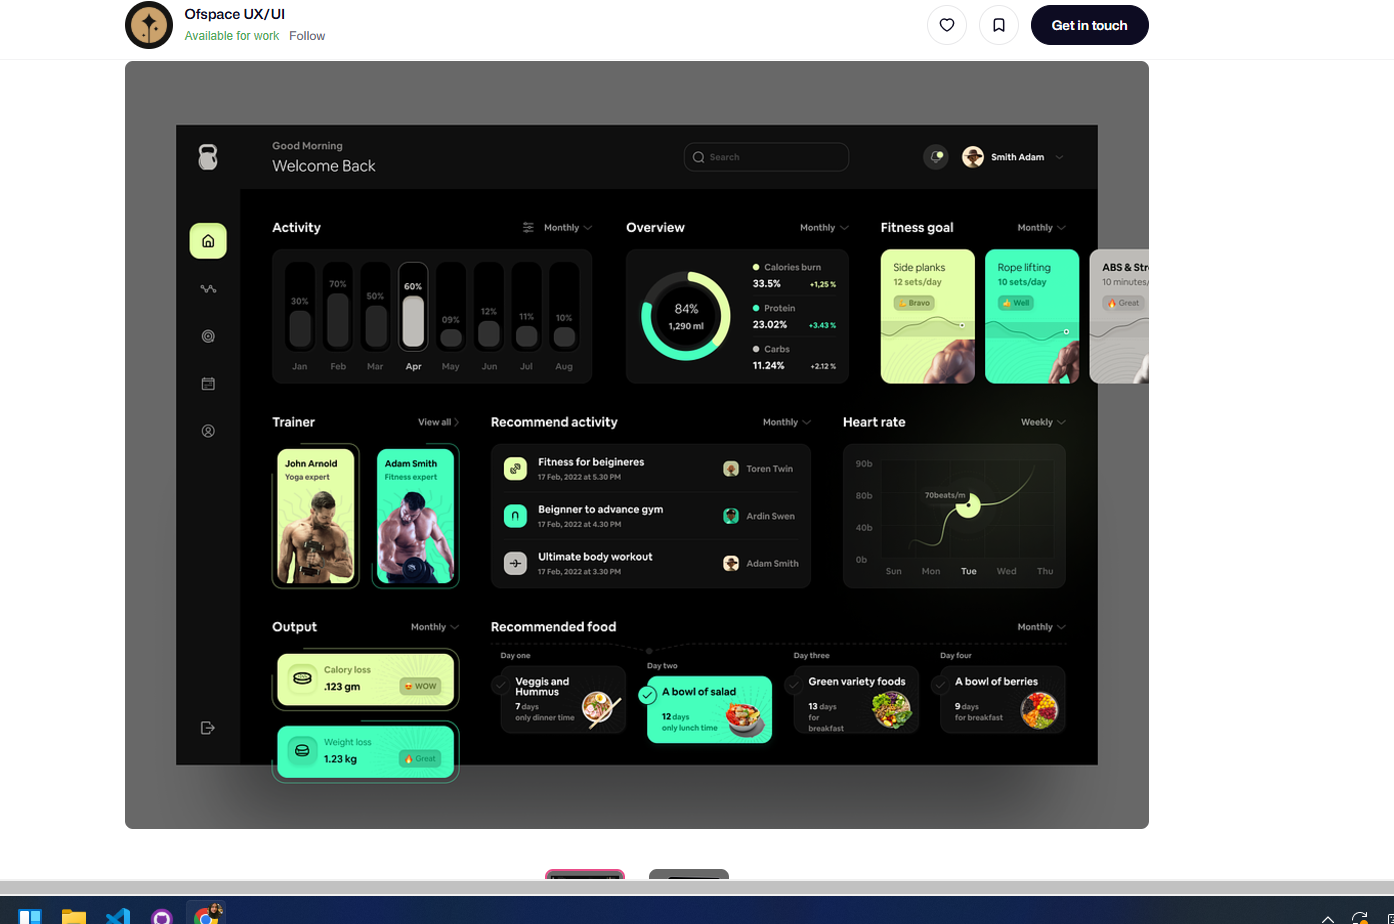 Ofspace UX/UI
Available for work Follow
Get in touch
Good Morning
Welcome Back
Search
Smith Adam
Activity
Monthly
30%
70%
50%
60%
09%
12%
11%
10%
Jan
Feb
Mar
Apr
May
Jun
Jul
Aug
Overview
Monthly
84%
1,290 ml
Calories burn
33.5% +1,25 %
Protein
23.02% +3.43 %
Carbs
11.24% +2.12 %
Fitness goal
Monthly
Side planks
12 sets/day
Bravo
Rope lifting
10 sets/day
Well
ABS & Str
10 minutes/
Great
Trainer
View all
John Arnold
Yoga expert
Adam Smith
Fitness expert
Recommend activity
Monthly
Fitness for beigineres
17 Feb, 2022 at 5.30 PM
Toren Twin
Beignner to advance gym
17 Feb, 2022 at 4.30 PM
Ardin Swen
Ultimate body workout
17 Feb, 2022 at 3.30 PM
Adam Smith
Heart rate
Weekly
90b
80b
40b
0b
70beats/m
Sun
Mon
Tue
Wed
Thu
Output
Monthly
Calory loss
.123 gm
WOW
Weight loss
1.23 kg
Great
Recommended food
Monthly
Day one
Veggis and
Hummus
7 days
only dinner time
Day two
A bowl of salad
12 days
only lunch time
Day three
Green variety foods
13 days
for
breakfast
Day four
A bowl of berries
9 days
for breakfast